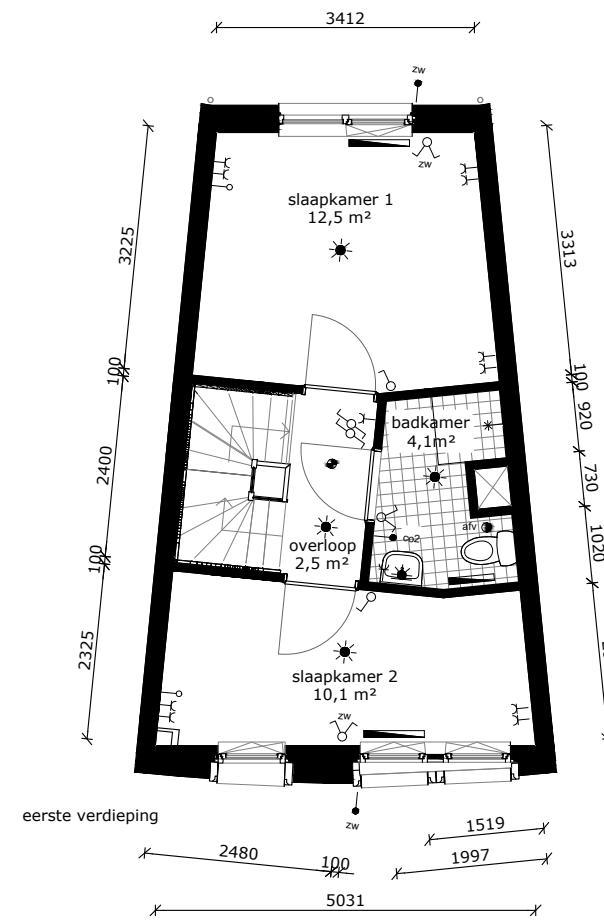 3412
zw
zw
slaapkamer 1
12,5 m²
3225
3313
100
100
920
badkamer
4,1m²
2400
730
afv
co2
overloop
2,5 m²
1020
100
2325
slaapkamer 2
10,1 m²
zw
eerste verdieping
zw
1519
2480
100
1997
5031